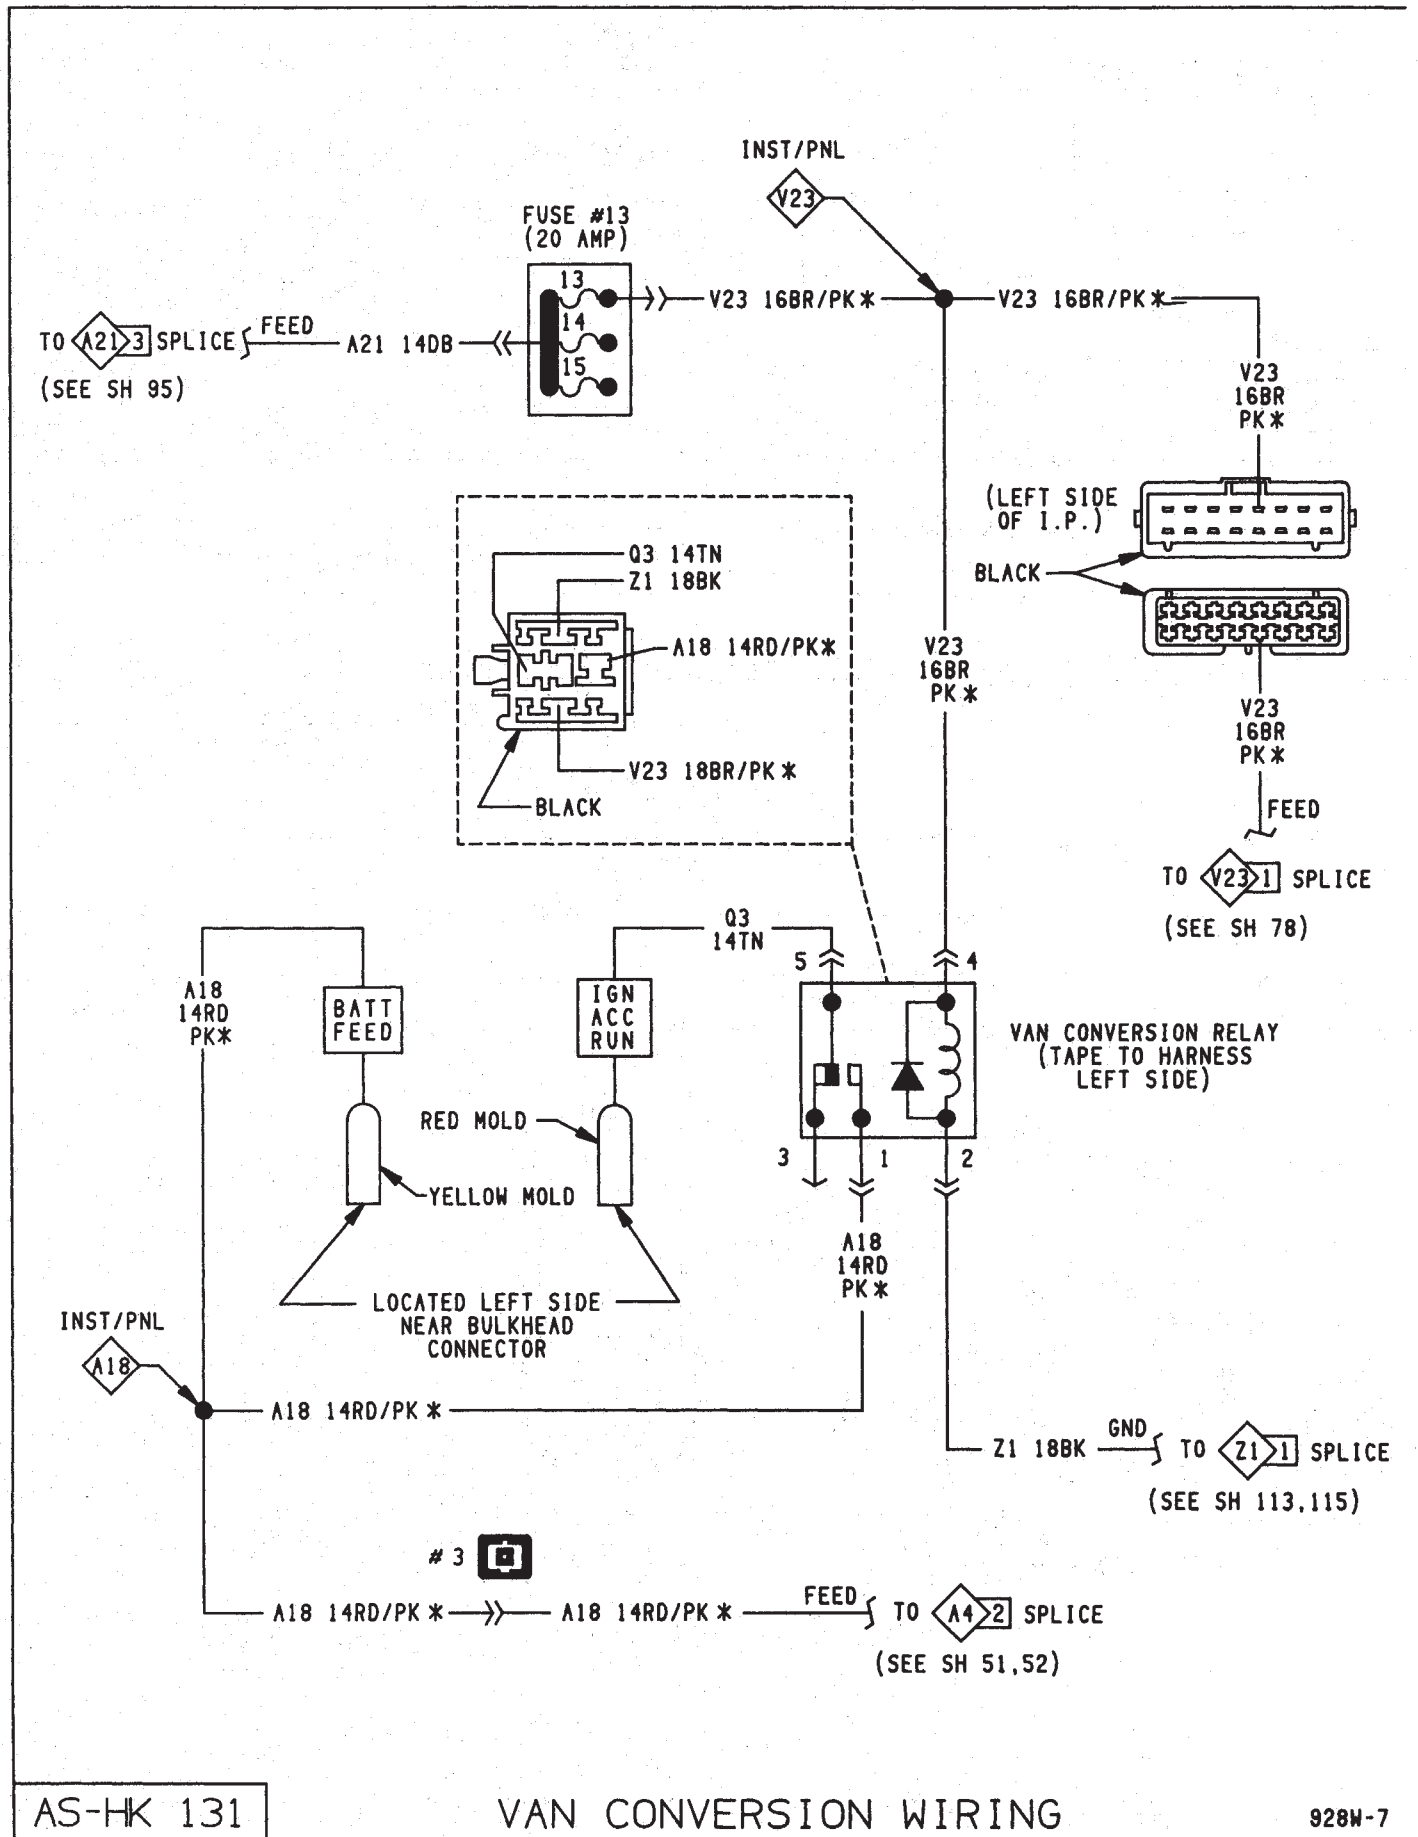 INST/PNL
V23
FUSE #13
(20 AMP)
13
14
15
V23 16BR/PK*
V23 16BR/PK*
TO A21 3 SPLICE
FEED
A21 14DB
(SEE SH 95)
V23
16BR
PK*
(LEFT SIDE
OF I.P.)
BLACK
Q3 14TN
Z1 18BK
A18 14RD/PK*
V23 18BR/PK*
BLACK
V23
16BR
PK*
V23
16BR
PK*
FEED
TO V23 1 SPLICE
(SEE SH 78)
A18
14RD
PK*
BATT
FEED
IGN
ACC
RUN
Q3
14TN
5
4
VAN CONVERSION RELAY
(TAPE TO HARNESS
LEFT SIDE)
RED MOLD
YELLOW MOLD
3
1
2
A18
14RD
PK*
LOCATED LEFT SIDE
NEAR BULKHEAD
CONNECTOR
INST/PNL
A18
A18 14RD/PK*
Z1 18BK
GND
TO Z1 1 SPLICE
(SEE SH 113,115)
#3
A18 14RD/PK*
A18 14RD/PK*
FEED
TO A4 2 SPLICE
(SEE SH 51,52)
AS-HK 131
VAN CONVERSION WIRING
928W-7